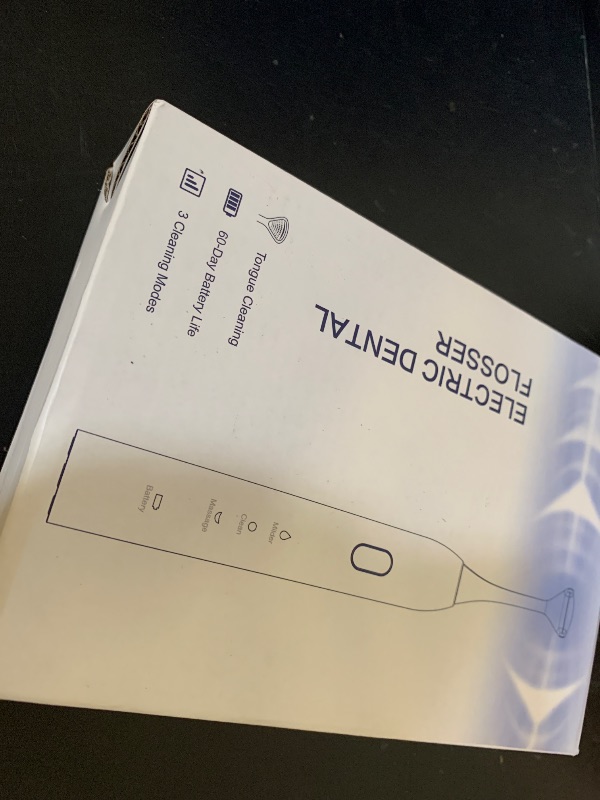 ELECTRIC DENTAL
FLOSSER
Tongue Cleaning
60-Day Battery Life
3 Cleaning Modes
Milder
Clean
Massage
Battery